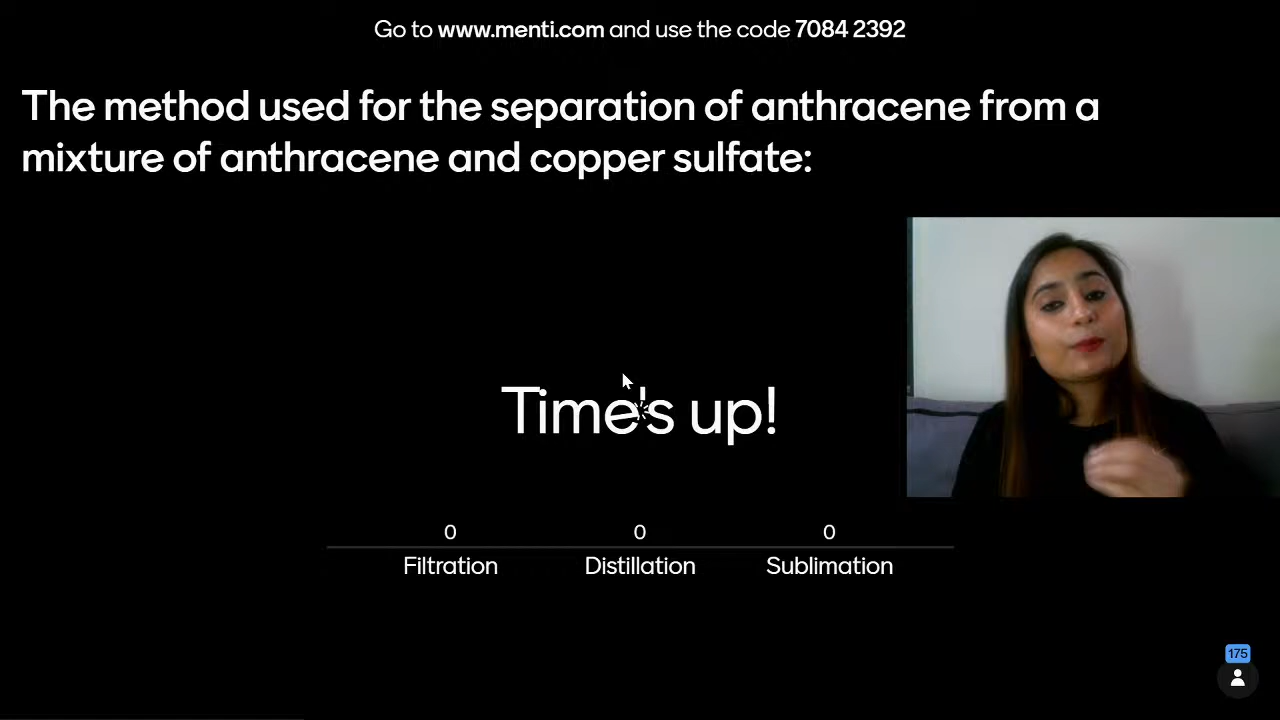 Go to www.menti.com and use the code 7084 2392
The method used for the separation of anthracene from a
mixture of anthracene and copper sulfate:
Time's up!
0 0 0
Filtration Distillation Sublimation
175